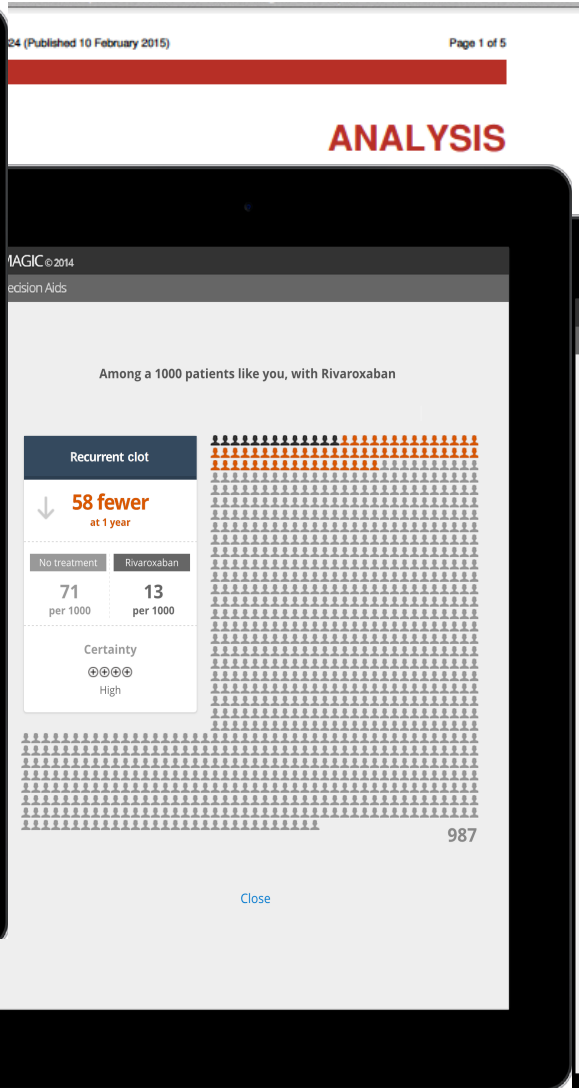 24 (Published 10 February 2015) Page 1 of 5
ANALYSIS
MAGIC © 2014
ecision Aids
Among a 1000 patients like you, with Rivaroxaban
Recurrent clot
58 fewer
at 1 year
No treatment Rivaroxaban
71 13
per 1000 per 1000
Certainty
High
987
Close